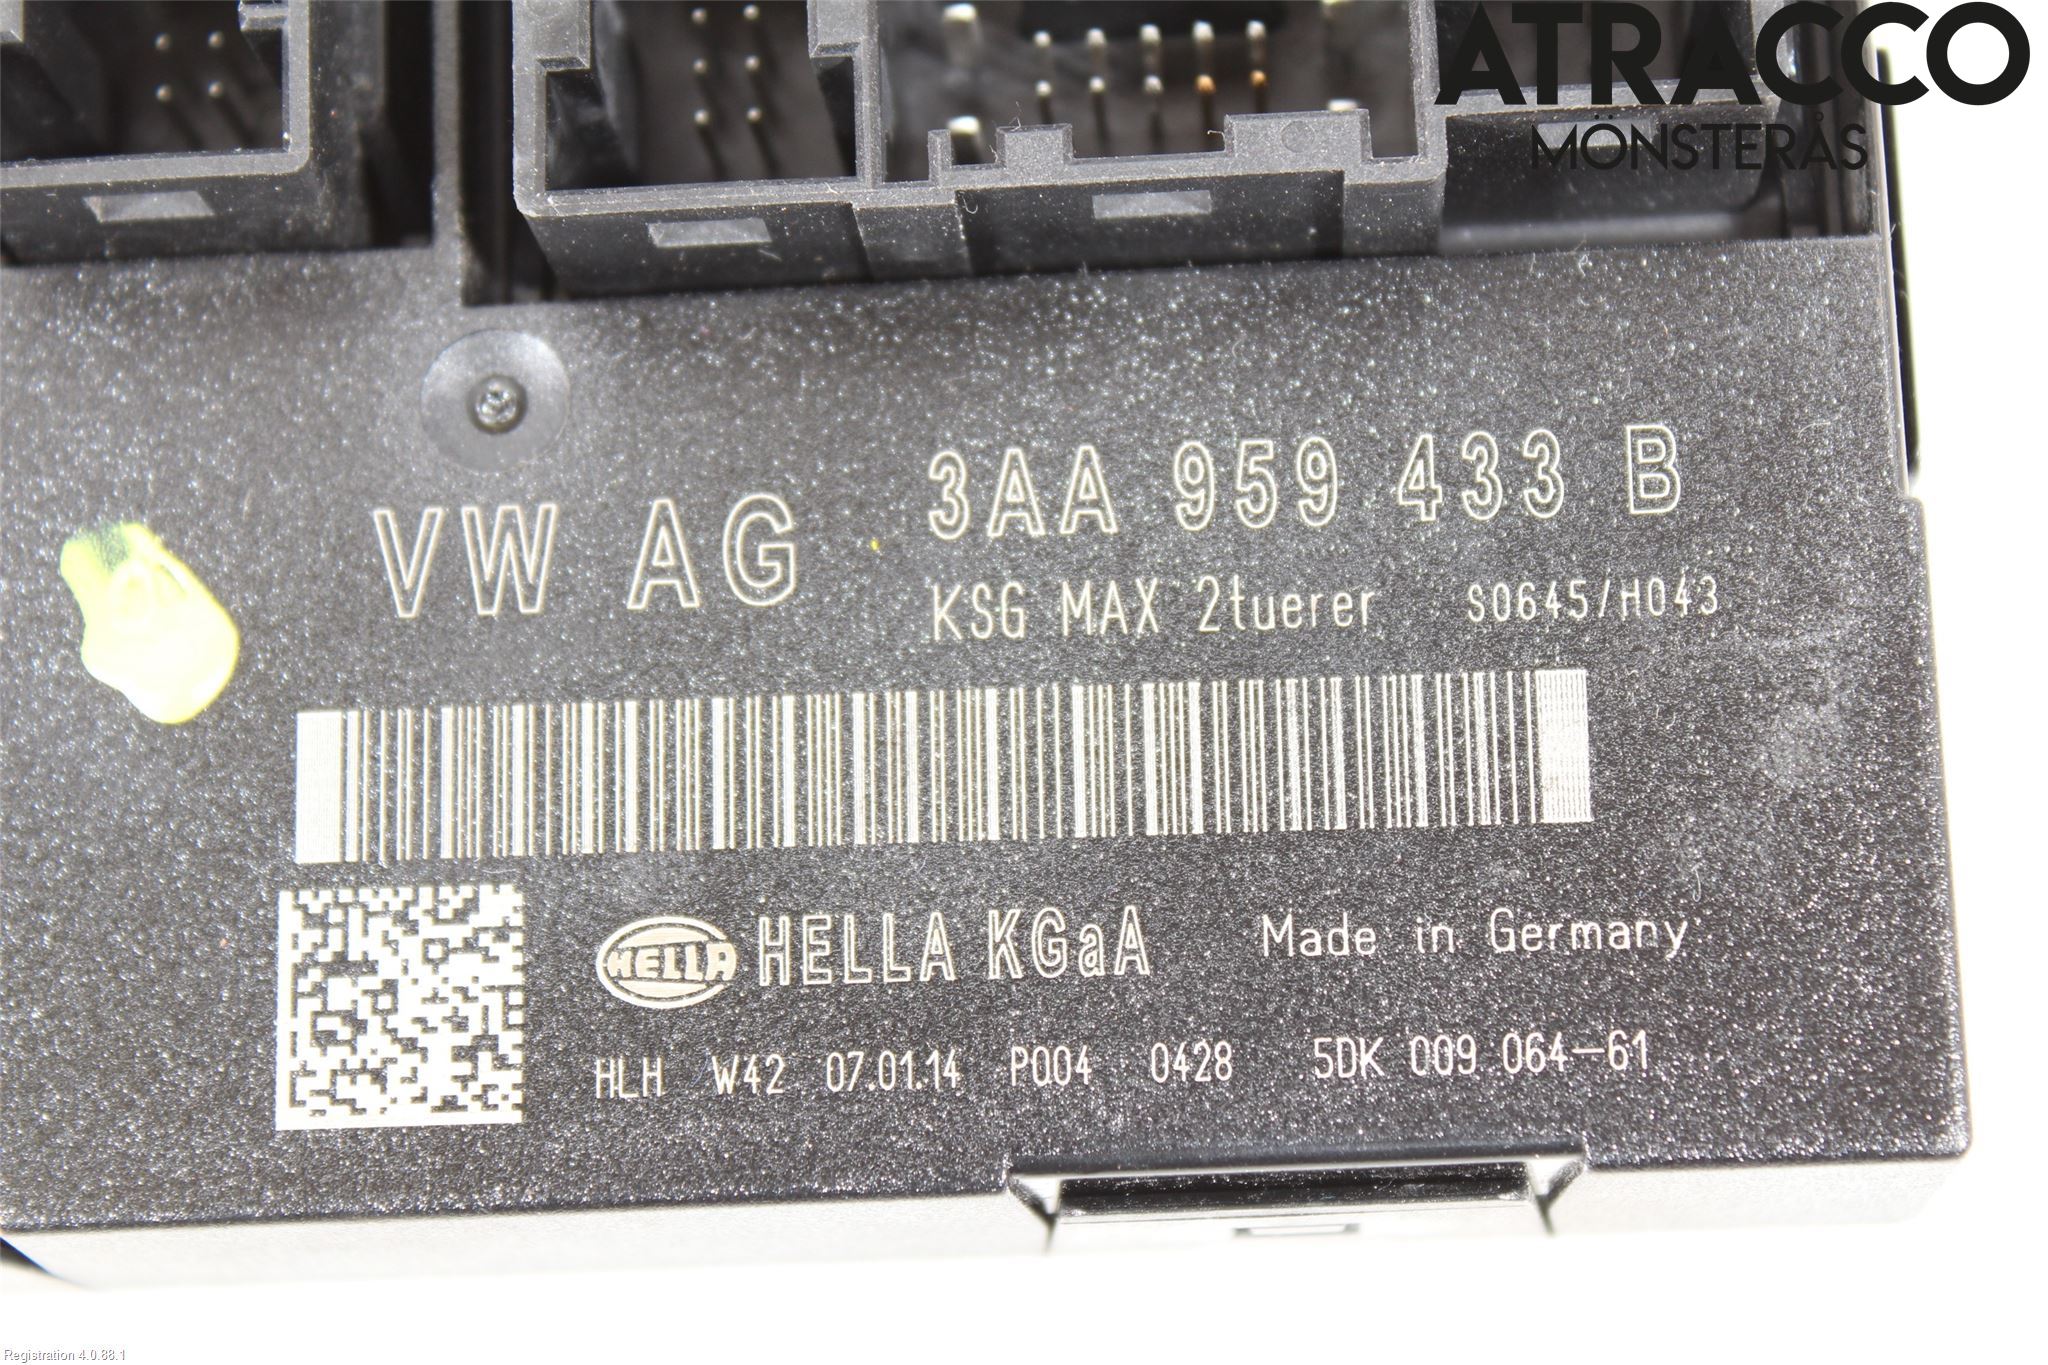 ATRACCO
MÖNSTERÅS
VW AG 3AA 959 433 B
KSG MAX 2tuerer S0645/H043
HELLA HELLA KGaA Made in Germany
HLH W42 07.01.14 P004 0428 5DK 009 064-61
Registration 4.0.88.1